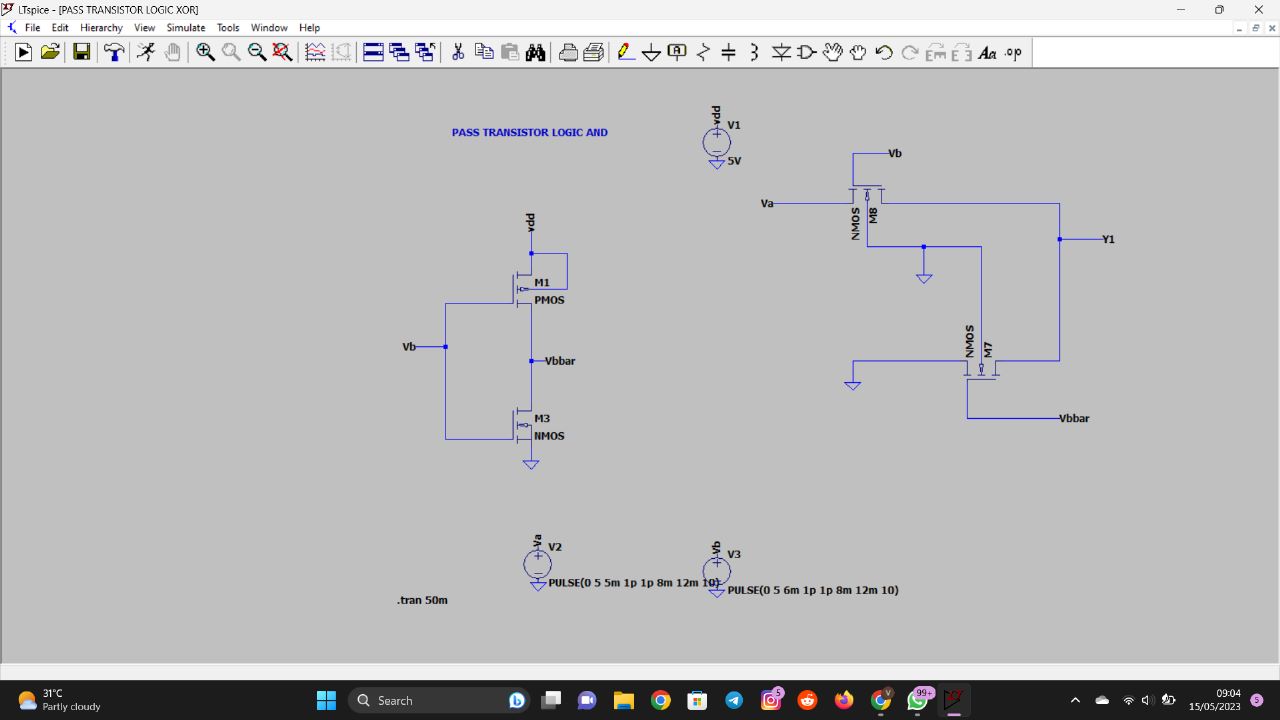 LTspice - [PASS TRANSISTOR LOGIC XOR]
File Edit Hierarchy View Simulate Tools Window Help
Aa .op
PASS TRANSISTOR LOGIC AND
vdd
V1
5V
Vb
Va
NMOS
M8
Y1
vdd
M1
PMOS
Vb
Vbbar
M3
NMOS
NMOS
M7
Vbbar
Va
V2
PULSE(0 5 5m 1p 1p 8m 12m 10)
Vb
V3
PULSE(0 5 6m 1p 1p 8m 12m 10)
.tran 50m
31°C
Partly cloudy
Search
5
V
99+
09:04
15/05/2023
5